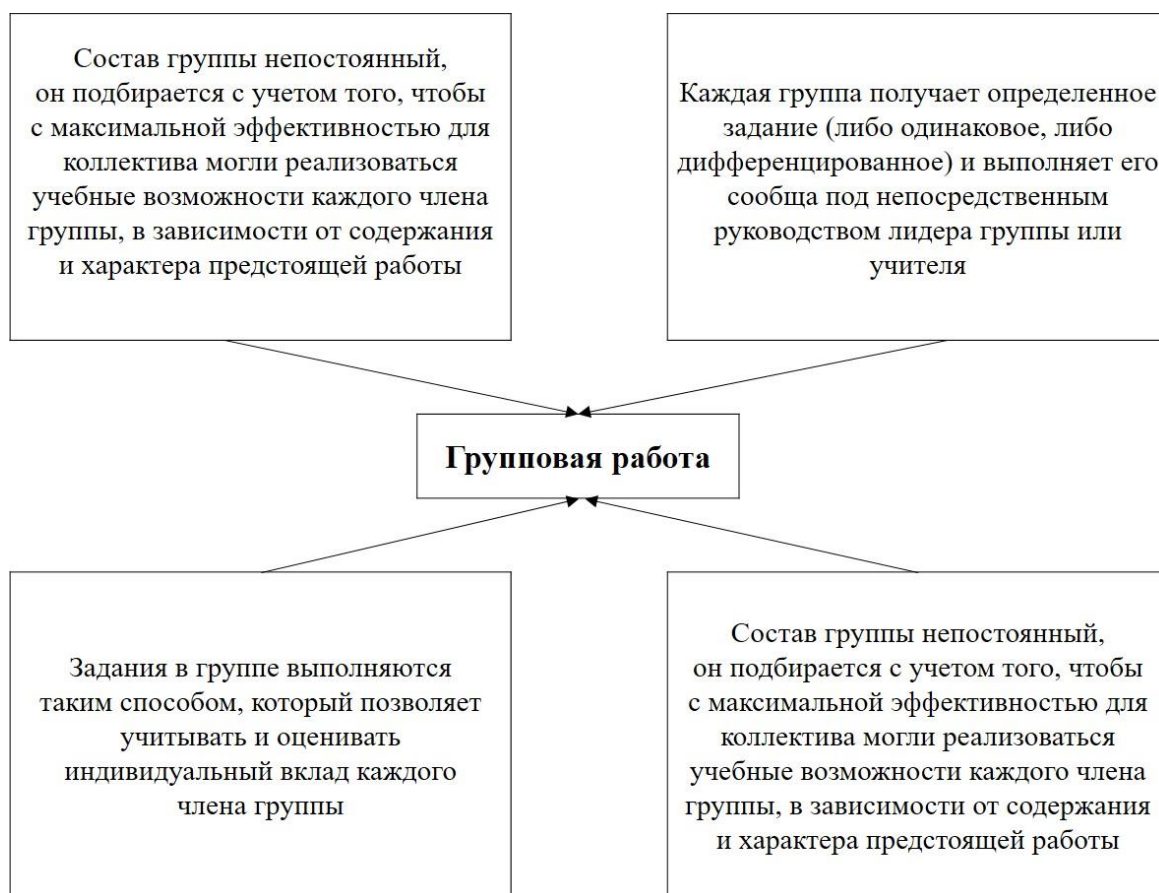 Состав группы непостоянный,
он подбирается с учетом того, чтобы
с максимальной эффективностью для
коллектива могли реализоваться
учебные возможности каждого члена
группы, в зависимости от содержания
и характера предстоящей работы
Каждая группа получает определенное
задание (либо одинаковое, либо
дифференцированное) и выполняет его
сообща под непосредственным
руководством лидера группы или
учителя
Групповая работа
Задания в группе выполняются
таким способом, который позволяет
учитывать и оценивать
индивидуальный вклад каждого
члена группы
Состав группы непостоянный,
он подбирается с учетом того, чтобы
с максимальной эффективностью для
коллектива могли реализоваться
учебные возможности каждого члена
группы, в зависимости от содержания
и характера предстоящей работы